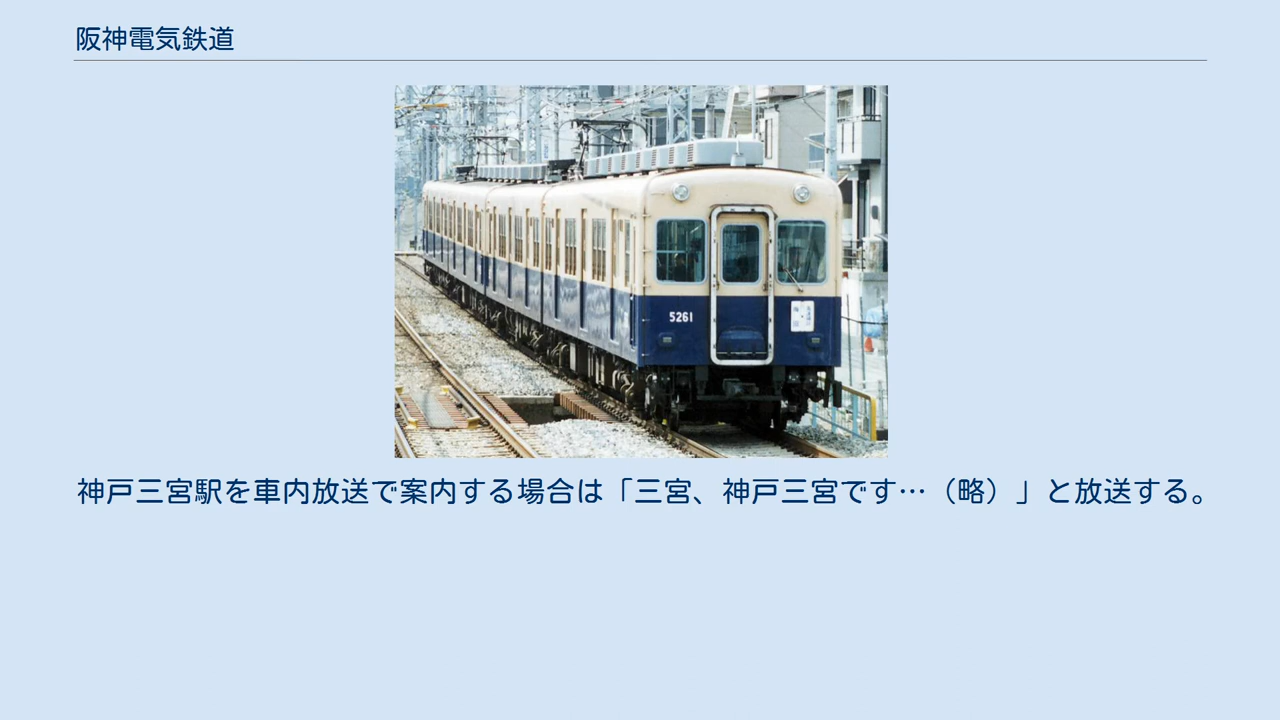 阪神電気鉄道
5261
神戸三宮駅を車内放送で案内する場合は「三宮、神戸三宮です…（略）」と放送する。